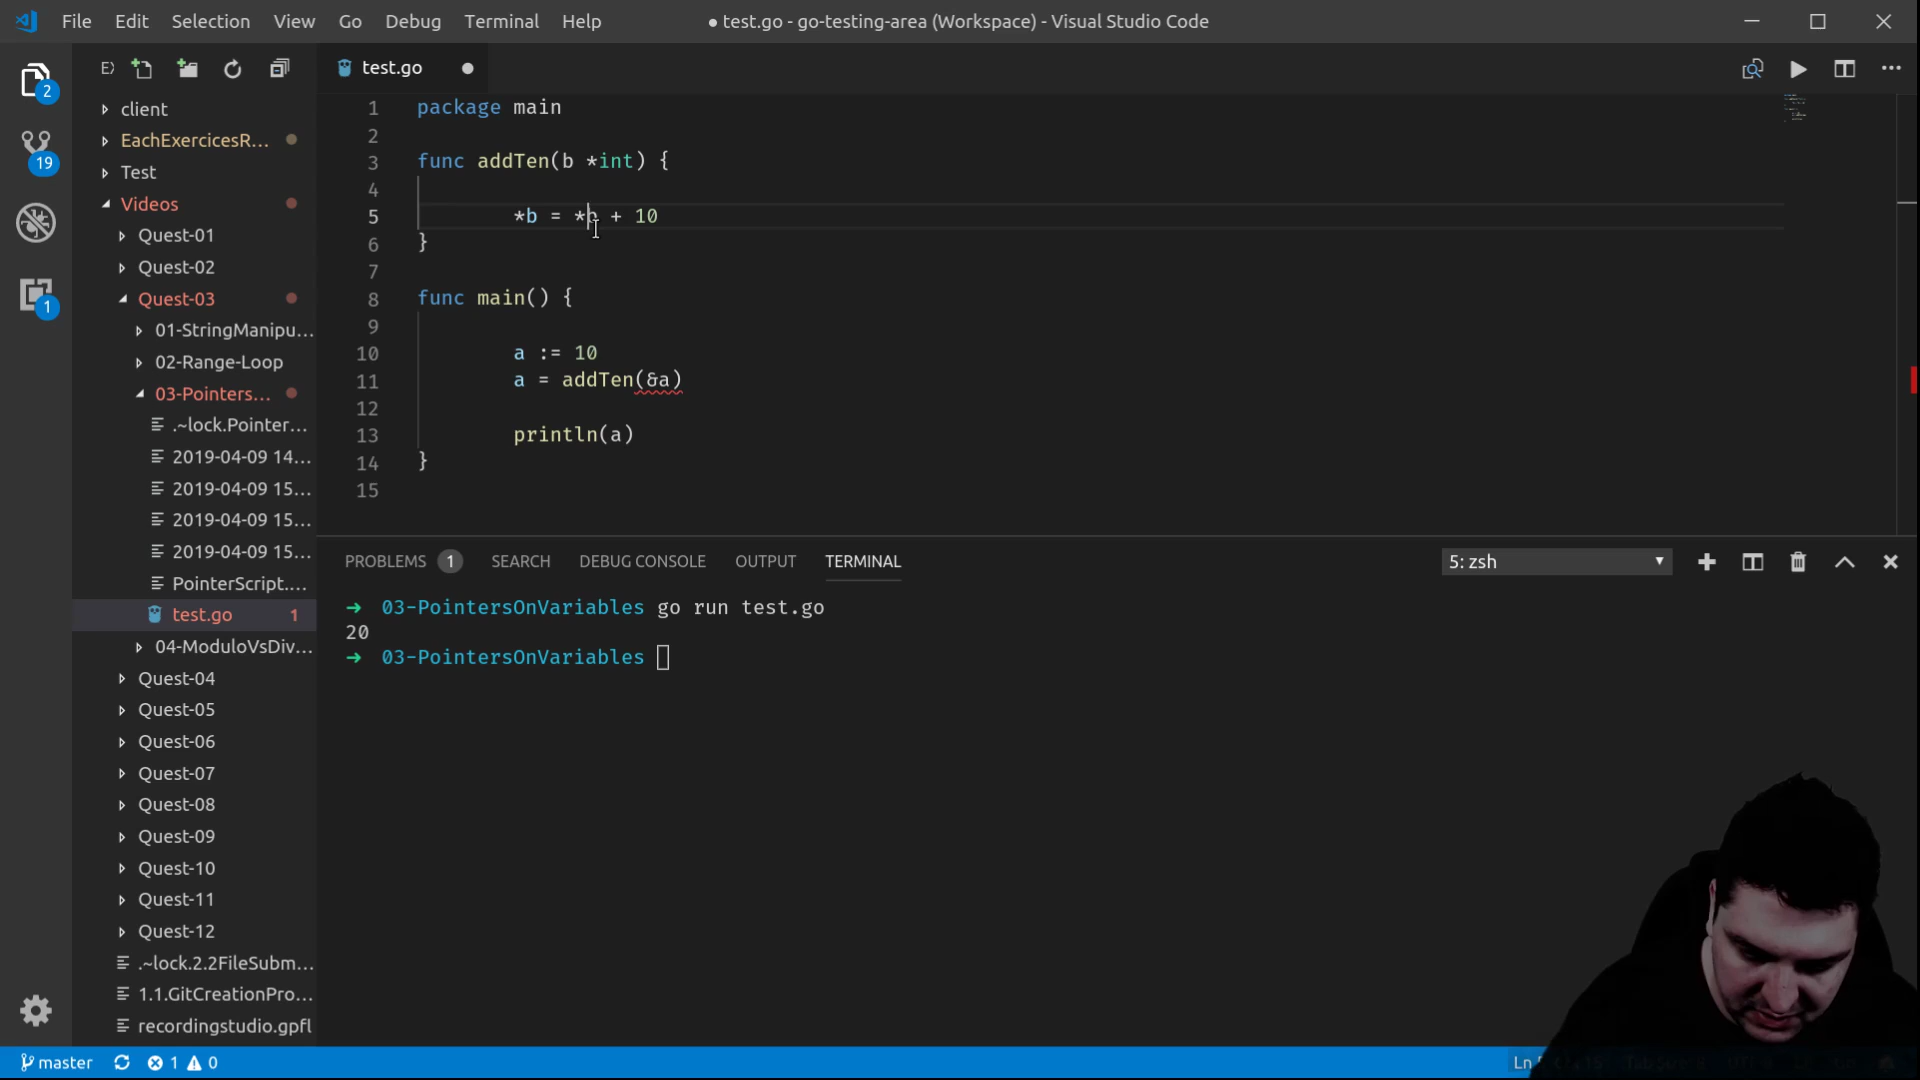 File Edit Selection View Go Debug Terminal Help
● test.go - go-testing-area (Workspace) - Visual Studio Code
test.go
client
EachExercicesR...
Test
Videos
Quest-01
Quest-02
Quest-03
01-StringManipu...
02-Range-Loop
03-Pointers...
.~lock.Pointer...
2019-04-09 14...
2019-04-09 15...
2019-04-09 15...
2019-04-09 15...
PointerScript....
test.go 1
04-ModuloVsDiv...
Quest-04
Quest-05
Quest-06
Quest-07
Quest-08
Quest-09
Quest-10
Quest-11
Quest-12
.~lock.2.2FileSubm...
1.1.GitCreationPro...
recordingstudio.gpfl
2
19
1
1 package main
2
3 func addTen(b *int) {
4
5 *b = *b + 10
6 }
7
8 func main() {
9
10 a := 10
11 a = addTen(&a)
12
13 println(a)
14 }
15
PROBLEMS 1 SEARCH DEBUG CONSOLE OUTPUT TERMINAL
5: zsh
➜ 03-PointersOnVariables go run test.go
20
➜ 03-PointersOnVariables
master 1 0
Ln